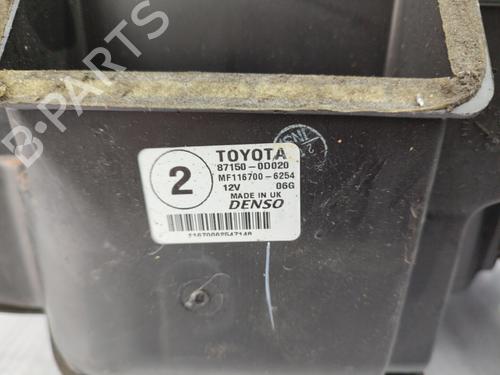 2
TOYOTA
87150-0D020
MF116700-6254
12V 06G
MADE IN UK
DENSO
B-PARTS